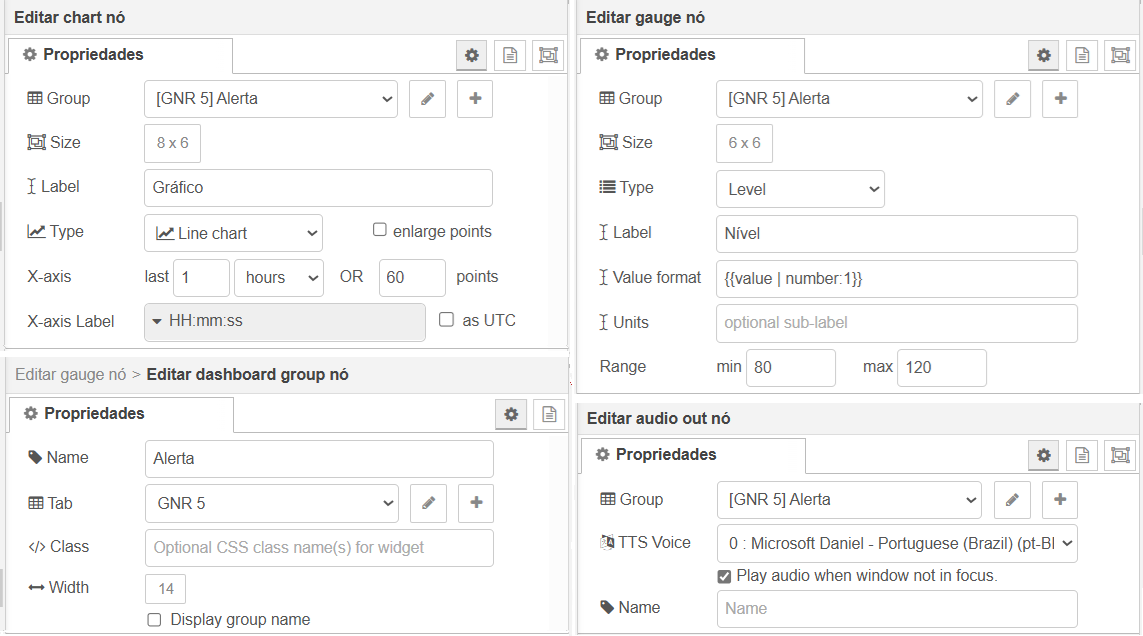 Editar chart nó
Propriedades
Group [GNR 5] Alerta
Size 8 x 6
Label Gráfico
Type Line chart enlarge points
X-axis last 1 hours OR 60 points
X-axis Label HH:mm:ss as UTC
Editar gauge nó > Editar dashboard group nó
Propriedades
Name Alerta
Tab GNR 5
Class Optional CSS class name(s) for widget
Width 14
Display group name
Editar gauge nó
Propriedades
Group [GNR 5] Alerta
Size 6 x 6
Type Level
Label Nível
Value format {{value | number:1}}
Units optional sub-label
Range min 80 max 120
Editar audio out nó
Propriedades
Group [GNR 5] Alerta
TTS Voice 0 : Microsoft Daniel - Portuguese (Brazil) (pt-BI
Play audio when window not in focus.
Name Name